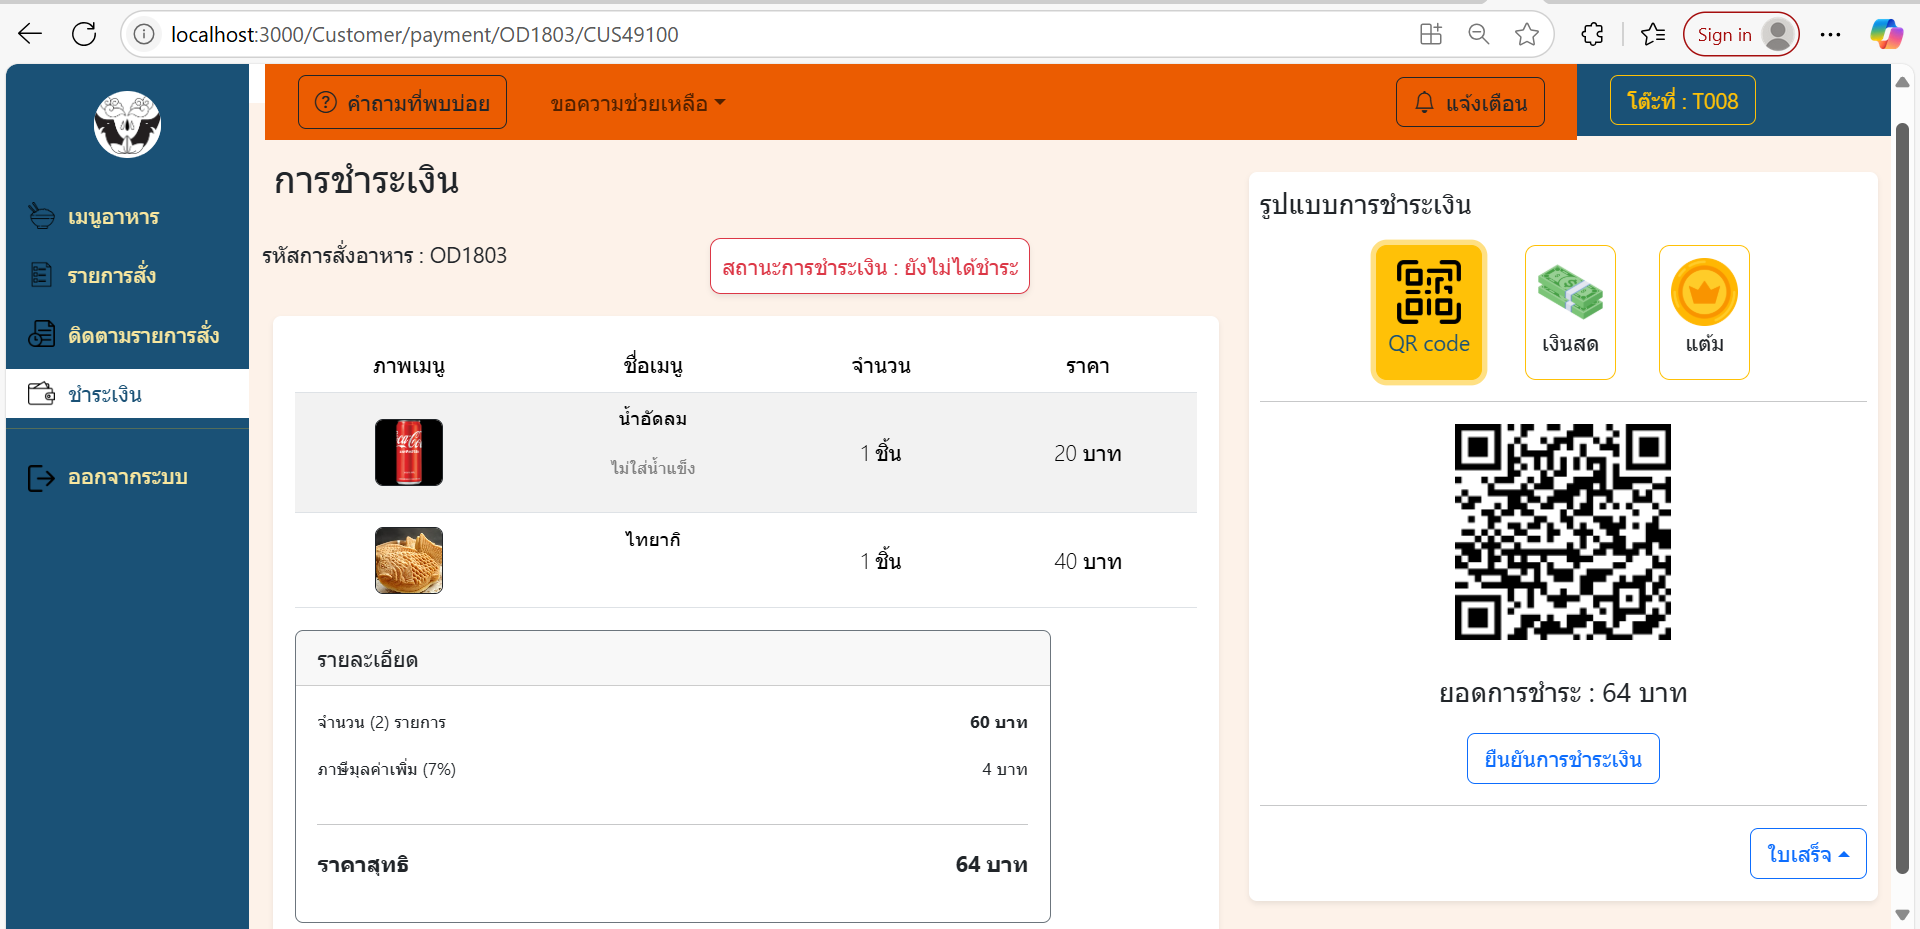 localhost:3000/Customer/payment/OD1803/CUS49100
Sign in
คำถามที่พบบ่อย
ขอความช่วยเหลือ
แจ้งเตือน
โต๊ะที่ : T008
เมนูอาหาร
รายการสั่ง
ติดตามรายการสั่ง
ชำระเงิน
ออกจากระบบ
การชำระเงิน
รหัสการสั่งอาหาร : OD1803
สถานะการชำระเงิน : ยังไม่ได้ชำระ
ภาพเมนู ชื่อเมนู จำนวน ราคา
น้ำอัดลม
ไม่ใส่น้ำแข็ง
1 ชิ้น
20 บาท
ไทยากิ
1 ชิ้น
40 บาท
รายละเอียด
จำนวน (2) รายการ 60 บาท
ภาษีมูลค่าเพิ่ม (7%) 4 บาท
ราคาสุทธิ 64 บาท
รูปแบบการชำระเงิน
QR code
เงินสด
แต้ม
ยอดการชำระ : 64 บาท
ยืนยันการชำระเงิน
ใบเสร็จ